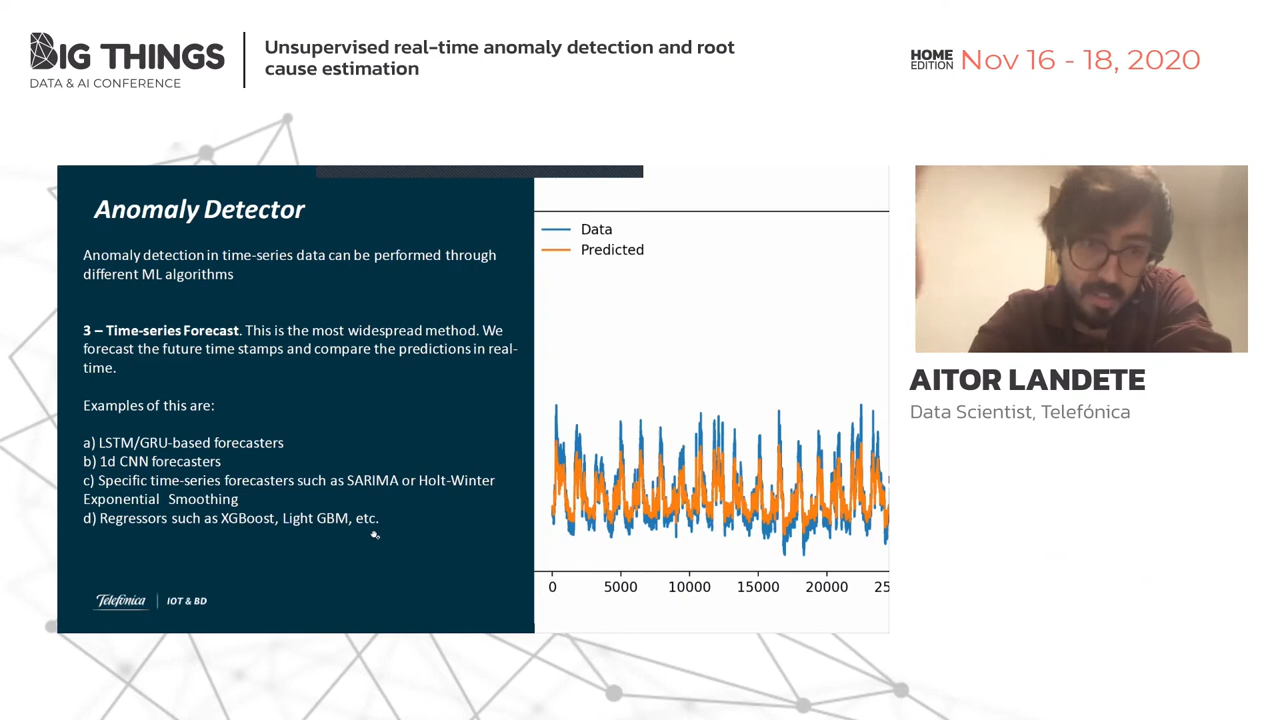 BIG THINGS
DATA & AI CONFERENCE
Unsupervised real-time anomaly detection and root
cause estimation
HOME
EDITION
Nov 16 - 18, 2020
Anomaly Detector
Anomaly detection in time-series data can be performed through
different ML algorithms
3 – Time-series Forecast. This is the most widespread method. We
forecast the future time stamps and compare the predictions in real-
time.
Examples of this are:
a) LSTM/GRU-based forecasters
b) 1d CNN forecasters
c) Specific time-series forecasters such as SARIMA or Holt-Winter
Exponential Smoothing
d) Regressors such as XGBoost, Light GBM, etc.
Telefónica
IOT & BD
Data
Predicted
0 5000 10000 15000 20000 25
AITOR LANDETE
Data Scientist, Telefónica